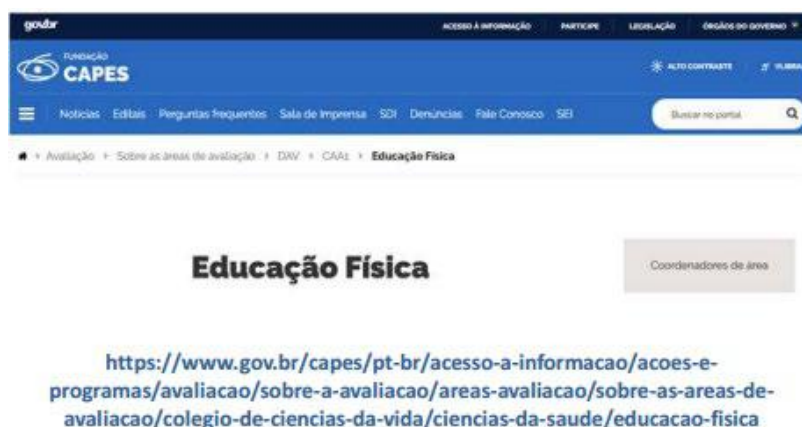 govbr
ACESSO À INFORMAÇÃO PARTICIPE LEGISLAÇÃO ÓRGÃOS DO GOVERNO
FUNDAÇÃO
CAPES
ALTO CONTRASTE
Notícias Editais Perguntas frequentes Sala de Imprensa SDI Denúncias Fale Conosco SEI Buscar no portal
Avaliação Sobre as áreas de avaliação DAV CAA1 Educação Física
Educação Física
Coordenadores de área
https://www.gov.br/capes/pt-br/acesso-a-informacao/acoes-e-
programas/avaliacao/sobre-a-avaliacao/areas-avaliacao/sobre-as-areas-de-
avaliacao/colegio-de-ciencias-da-vida/ciencias-da-saude/educacao-fisica